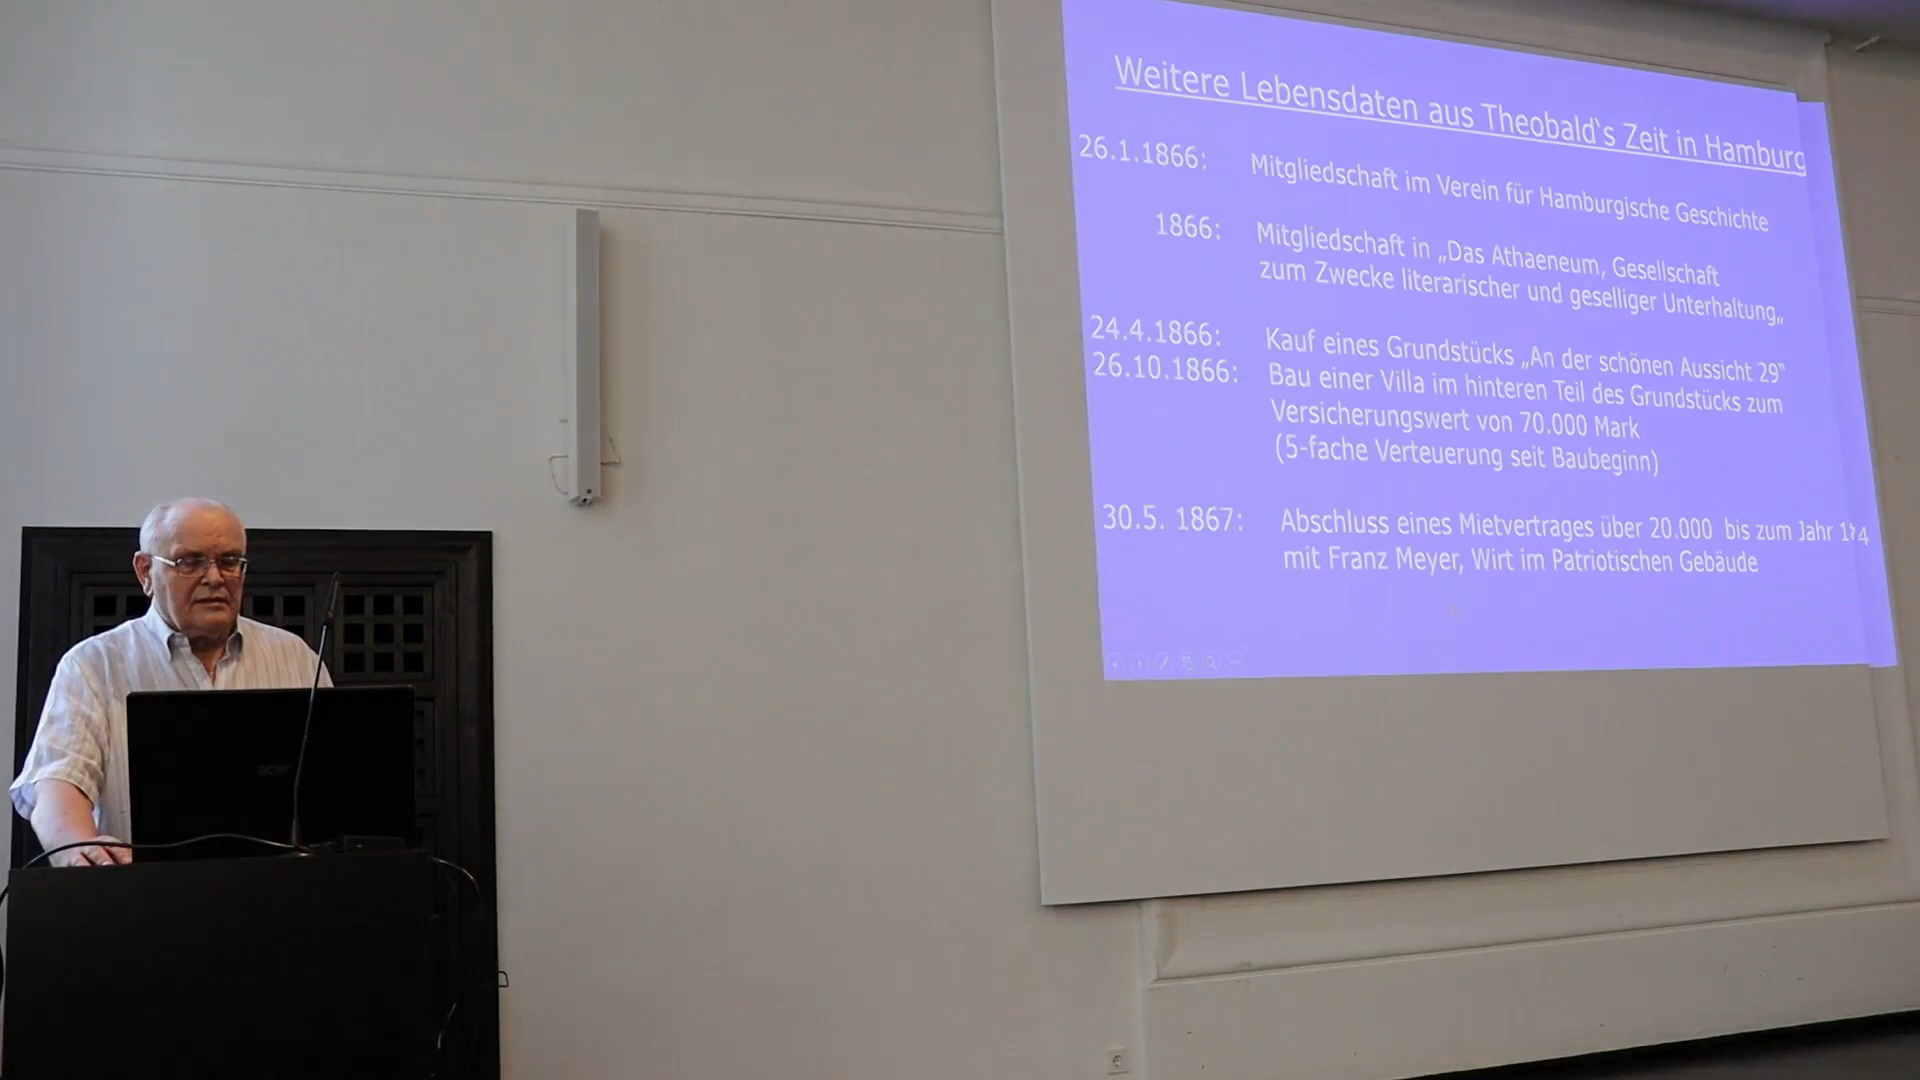 Weitere Lebensdaten aus Theobald`s Zeit in Hamburg
26.1.1866: Mitgliedschaft im Verein für Hamburgische Geschichte
1866: Mitgliedschaft in „Das Athaeneum, Gesellschaft
zum Zwecke literarischer und geselliger Unterhaltung„
24.4.1866: Kauf eines Grundstücks „An der schönen Aussicht 29“
26.10.1866: Bau einer Villa im hinteren Teil des Grundstücks zum
Versicherungswert von 70.000 Mark
(5-fache Verteuerung seit Baubeginn)
30.5. 1867: Abschluss eines Mietvertrages über 20.000 bis zum Jahr
mit Franz Meyer, Wirt im Patriotischen Gebäude
acer